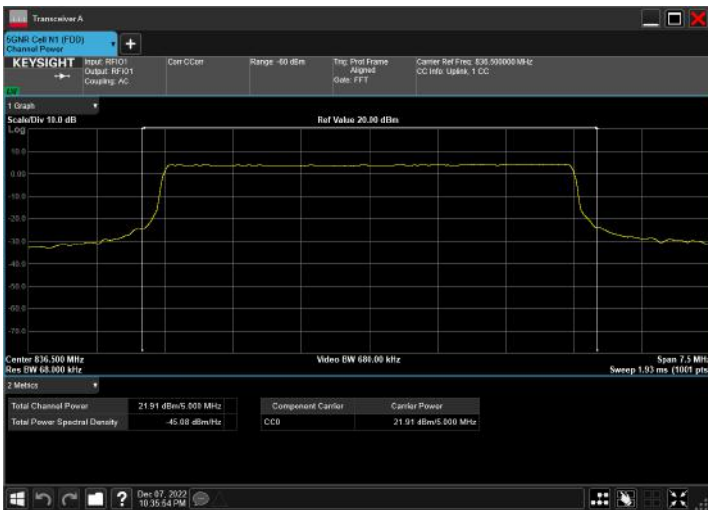 Transceiver A
5GNR Cell N1 (FDD)
Channel Power
KEYSIGHT
Input: RFIO1
Output: RFIO1
Coupling: AC
Corr CCorr
Range: -60 dBm
Trig: Prot Frame
Aligned
Gate: FFT
Carrier Ref Freq: 836.500000 MHz
CC Info: Uplink, 1 CC
1 Graph
Scale/Div 10.0 dB
Ref Value 20.00 dBm
Log
10.0
0.00
-10.0
-20.0
-30.0
-40.0
-50.0
-60.0
-70.0
Center 836.500 MHz
Video BW 680.00 kHz
Span 7.5 MHz
Res BW 68.000 kHz
Sweep 1.93 ms (1001 pts
2 Metrics
Total Channel Power 21.91 dBm/5.000 MHz
Total Power Spectral Density -45.08 dBm/Hz
Component Carrier Carrier Power
CC0 21.91 dBm/5.000 MHz
Dec 07, 2022
10:35:54 PM